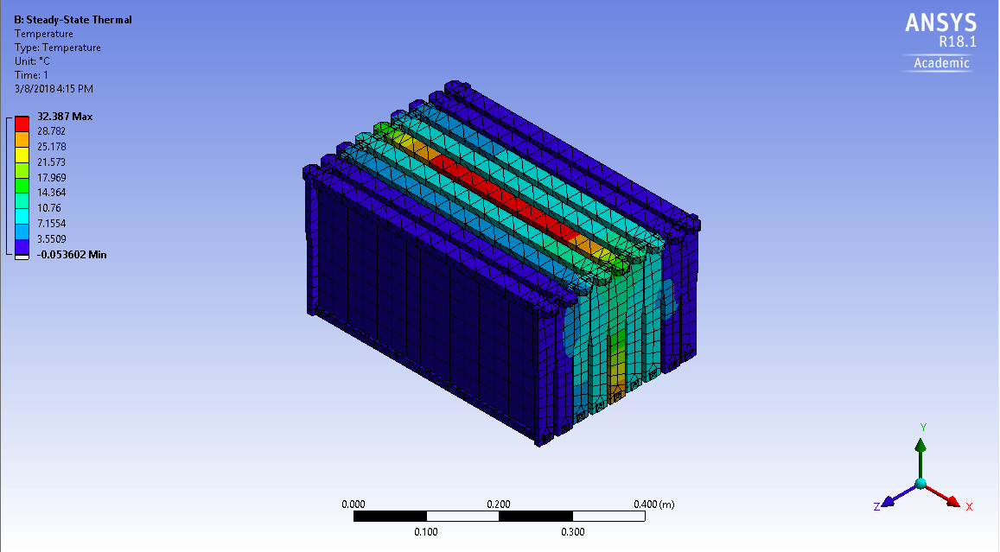 B: Steady-State Thermal
Temperature
Type: Temperature
Unit: °C
Time: 1
3/8/2018 4:15 PM
ANSYS
R18.1
Academic
32.387 Max
28.782
25.178
21.573
17.969
14.364
10.76
7.1554
3.5509
-0.053602 Min
0.000 0.200 0.400 (m)
0.100 0.300
Y
Z X